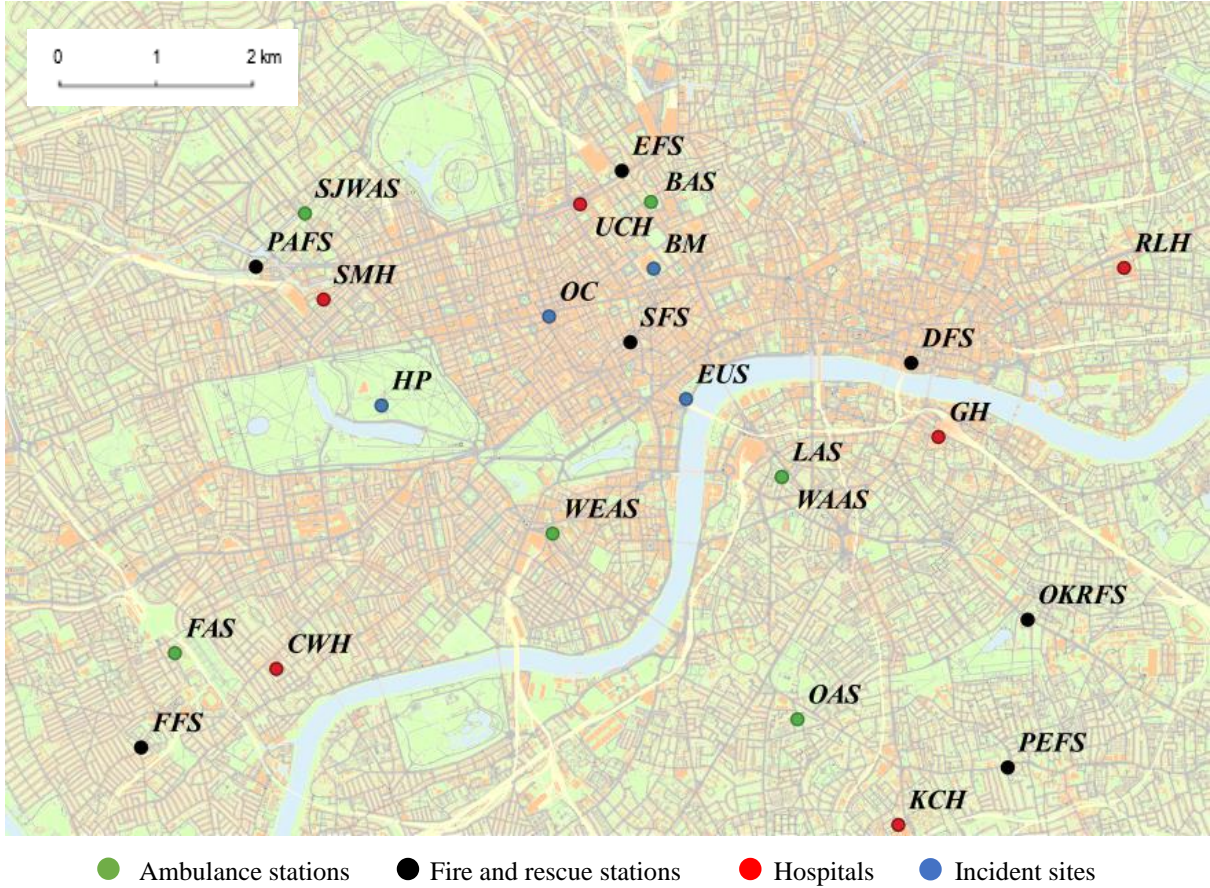 0 1 2 km
EFS
SJWAS
BAS
UCH
PAFS
BM
RLH
SMH
OC
SFS
DFS
HP
EUS
GH
LAS
WEAS
WAAS
OKRFS
FAS
CWH
OAS
FFS
PEFS
KCH
Ambulance stations Fire and rescue stations Hospitals Incident sites